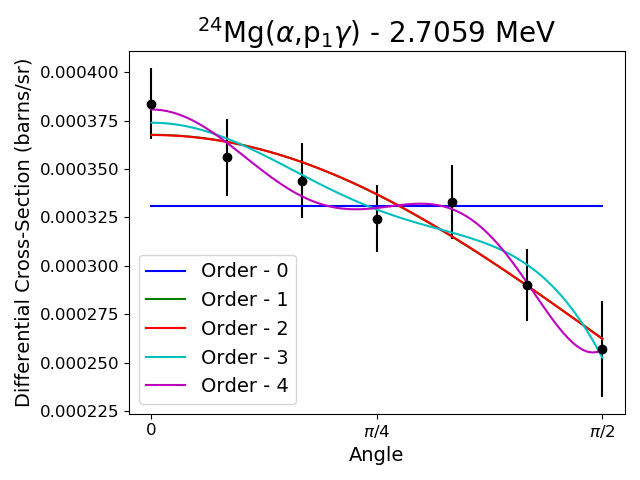 ²⁴Mg(α,p₁γ) - 2.7059 MeV
Differential Cross-Section (barns/sr)
0.000400
0.000375
0.000350
0.000325
0.000300
0.000275
0.000250
0.000225
Order - 0
Order - 1
Order - 2
Order - 3
Order - 4
0
π/4
π/2
Angle